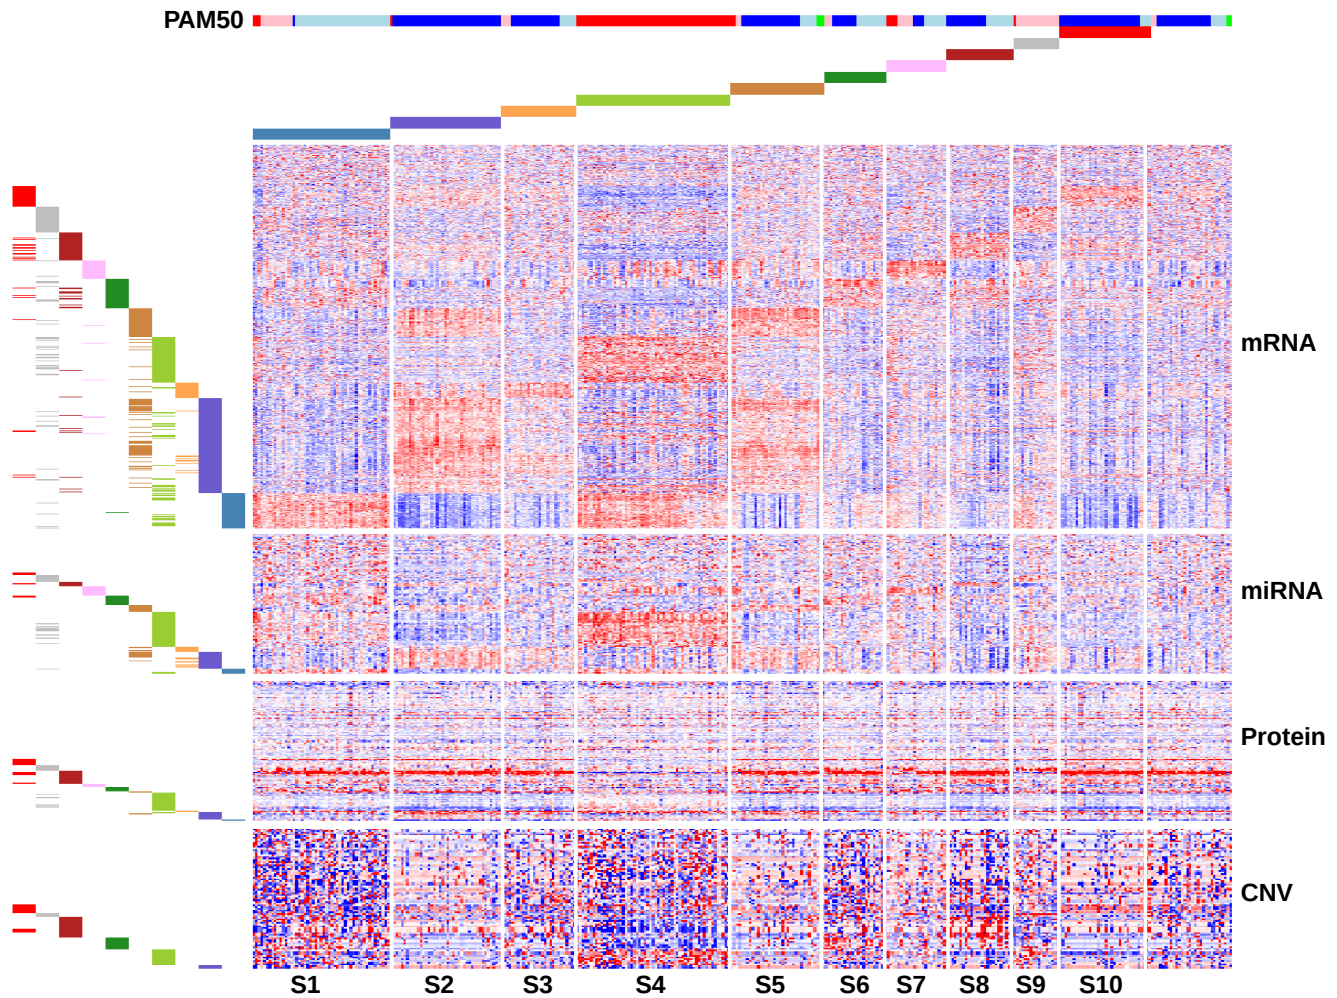 PAM50
mRNA
miRNA
Protein
CNV
S1 S2 S3 S4 S5 S6 S7 S8 S9 S10